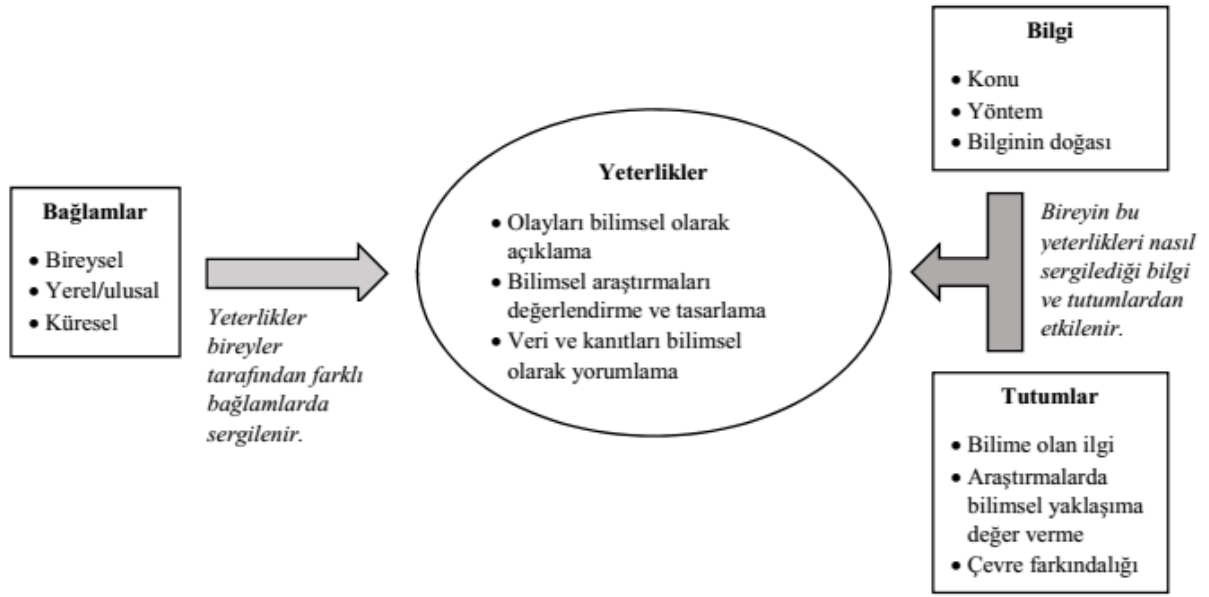 Bağlamlar
• Bireysel
• Yerel/ulusal
• Küresel
Yeterlikler
bireyler
tarafından farklı
bağlamlarda
sergilenir.
Yeterlikler
• Olayları bilimsel olarak
açıklama
• Bilimsel araştırmaları
değerlendirme ve tasarlama
• Veri ve kanıtları bilimsel
olarak yorumlama
Bilgi
• Konu
• Yöntem
• Bilginin doğası
Bireyin bu
yeterlikleri nasıl
sergilediği bilgi
ve tutumlardan
etkilenir.
Tutumlar
• Bilime olan ilgi
• Araştırmalarda
bilimsel yaklaşıma
değer verme
• Çevre farkındalığı